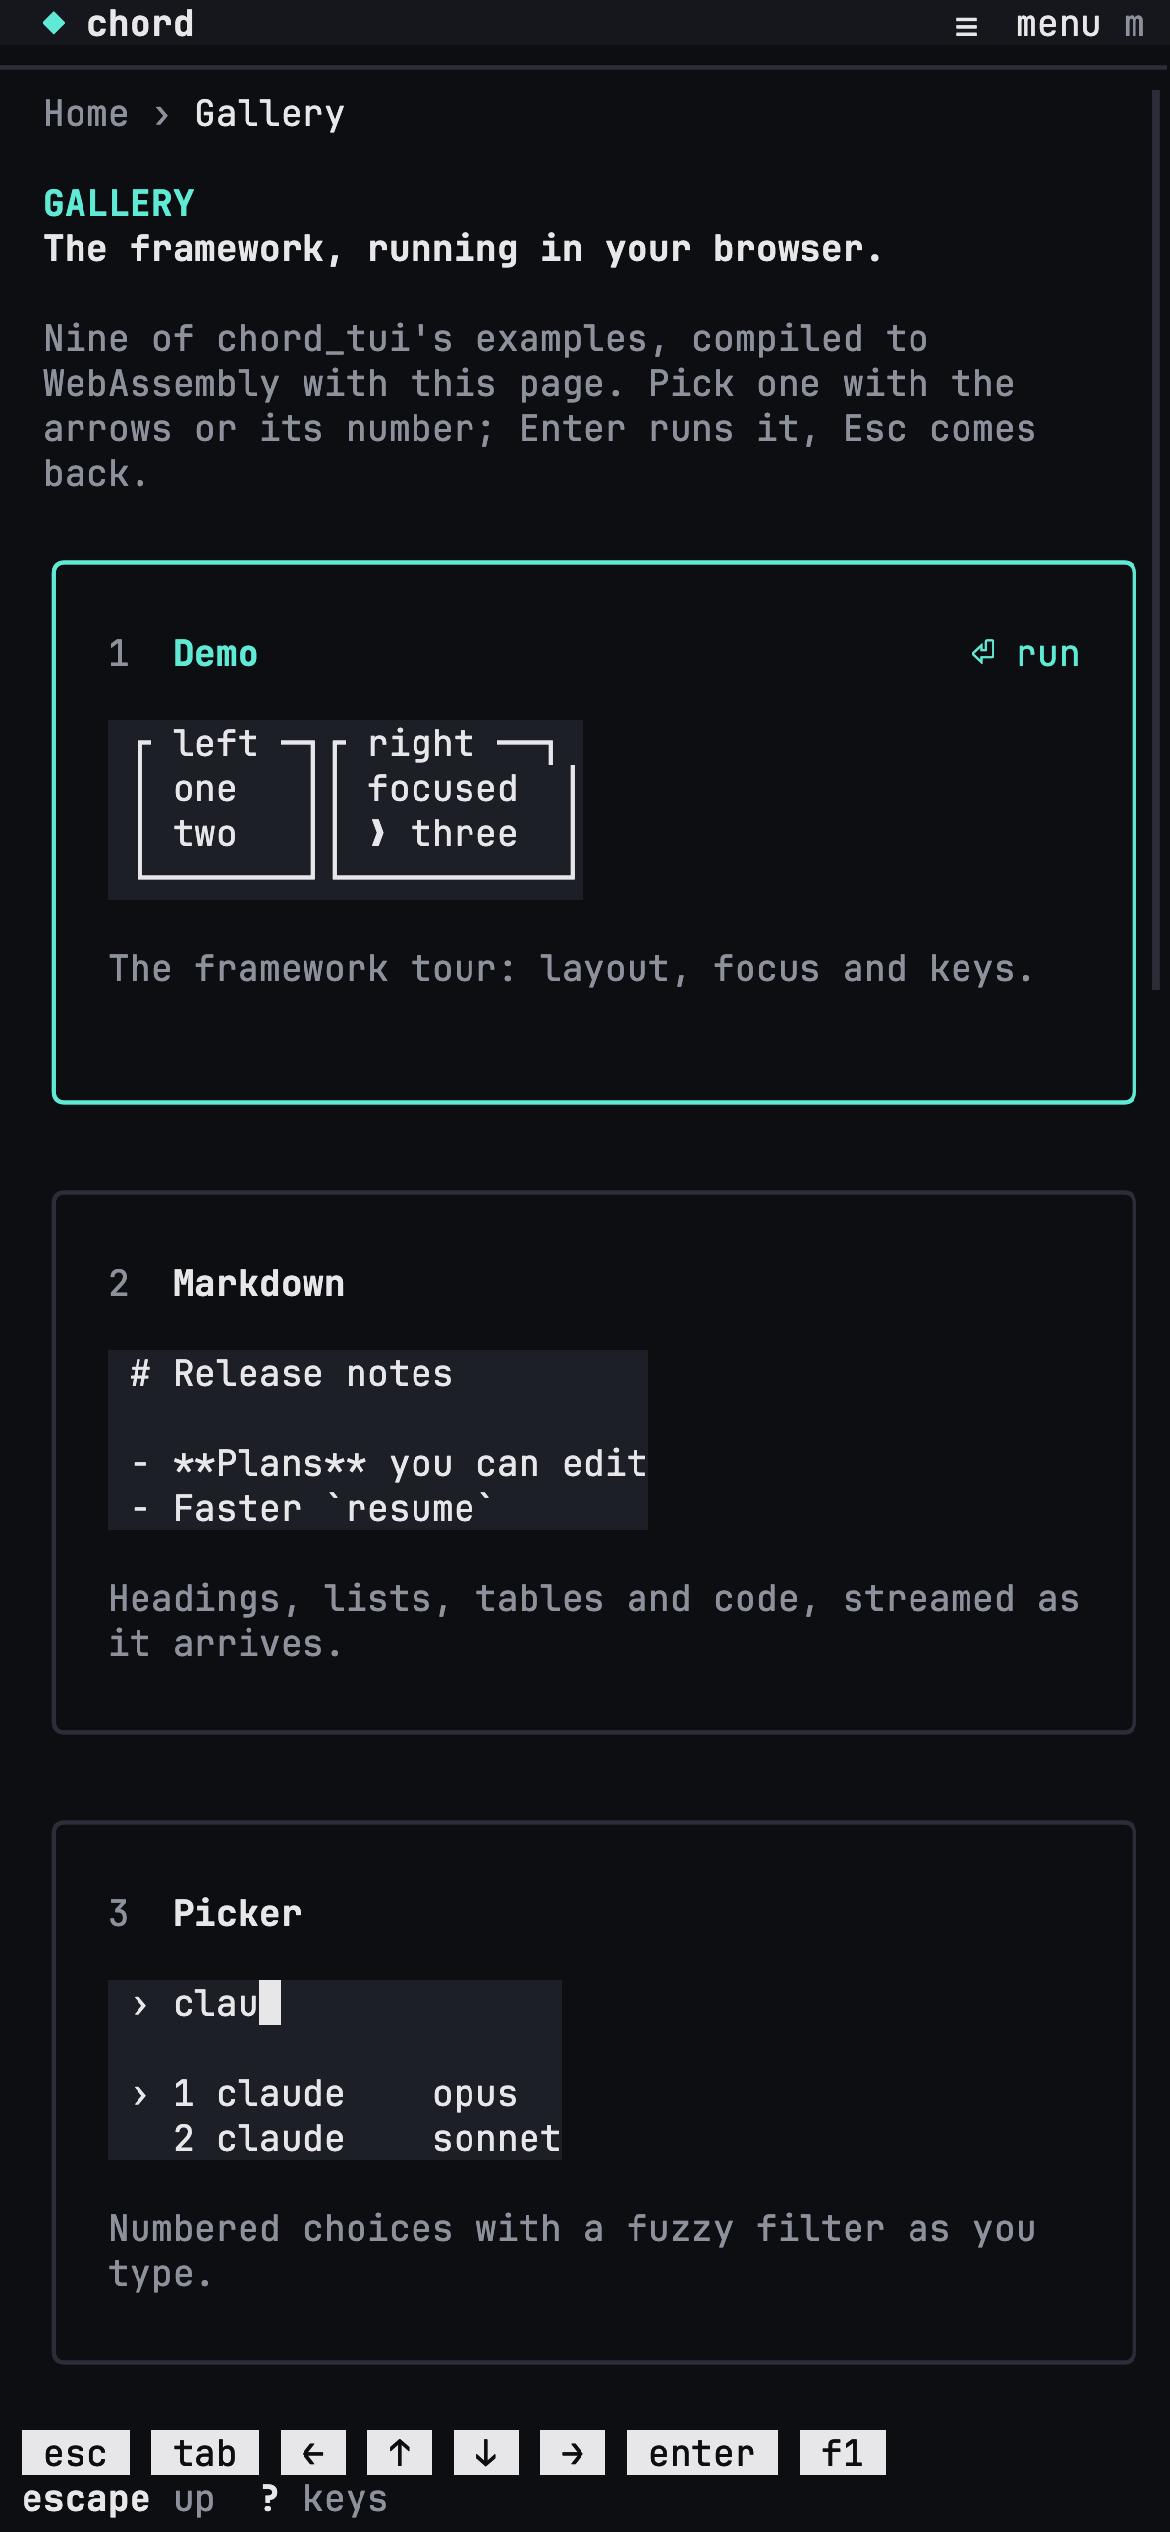 ◆ chord ≡ menu m
Home › Gallery
GALLERY
The framework, running in your browser.
Nine of chord_tui's examples, compiled to
WebAssembly with this page. Pick one with the
arrows or its number; Enter runs it, Esc comes
back.
1 Demo ⏎ run
left right
one focused
two ❯ three
The framework tour: layout, focus and keys.
2 Markdown
# Release notes
- **Plans** you can edit
- Faster `resume`
Headings, lists, tables and code, streamed as
it arrives.
3 Picker
› clau
› 1 claude opus
2 claude sonnet
Numbered choices with a fuzzy filter as you
type.
esc tab ← ↑ ↓ → enter f1
escape up ? keys